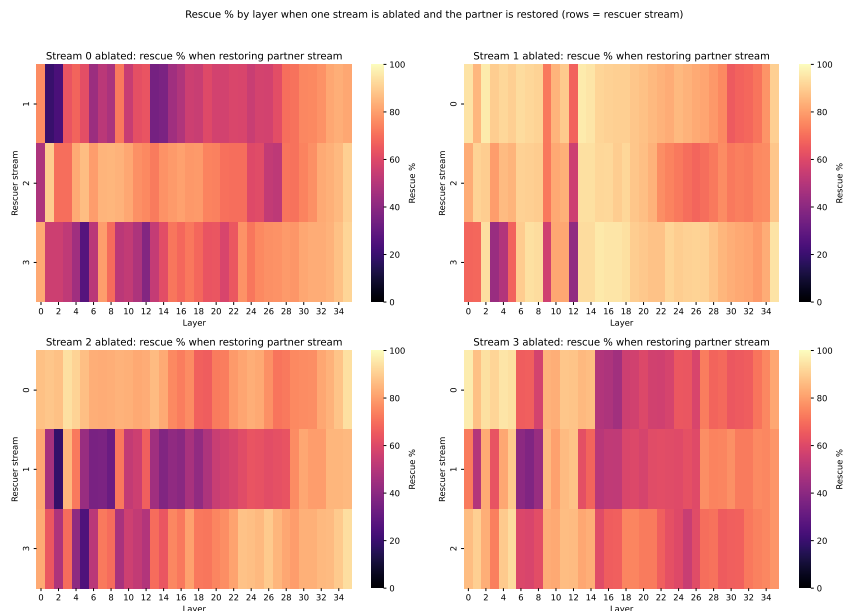 Rescue % by layer when one stream is ablated and the partner is restored (rows = rescuer stream)
Stream 0 ablated: rescue % when restoring partner stream
Rescuer stream
1
2
3
0 2 4 6 8 10 12 14 16 18 20 22 24 26 28 30 32 34
Layer
100
80
60
40
20
0
Rescue %
Stream 1 ablated: rescue % when restoring partner stream
Rescuer stream
0
2
3
0 2 4 6 8 10 12 14 16 18 20 22 24 26 28 30 32 34
Layer
100
80
60
40
20
0
Rescue %
Stream 2 ablated: rescue % when restoring partner stream
Rescuer stream
0
1
3
0 2 4 6 8 10 12 14 16 18 20 22 24 26 28 30 32 34
Layer
100
80
60
40
20
0
Rescue %
Stream 3 ablated: rescue % when restoring partner stream
Rescuer stream
0
1
2
0 2 4 6 8 10 12 14 16 18 20 22 24 26 28 30 32 34
Layer
100
80
60
40
20
0
Rescue %